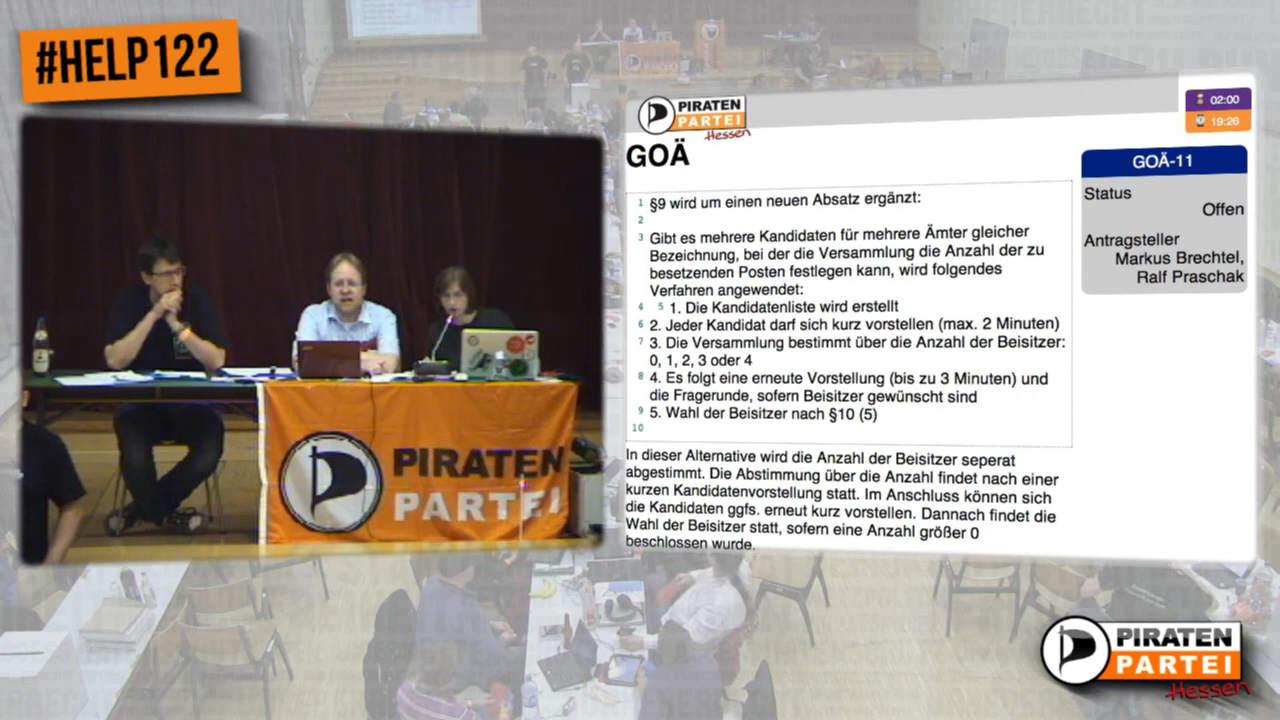 #HELP122
PIRATEN
PARTEI
PIRATEN
PARTEI
Hessen
02:00
19:26
GOÄ
1 §9 wird um einen neuen Absatz ergänzt:
2
3 Gibt es mehrere Kandidaten für mehrere Ämter gleicher
Bezeichnung, bei der die Versammlung die Anzahl der zu
besetzenden Posten festlegen kann, wird folgendes
Verfahren angewendet:
4 5 1. Die Kandidatenliste wird erstellt
6 2. Jeder Kandidat darf sich kurz vorstellen (max. 2 Minuten)
7 3. Die Versammlung bestimmt über die Anzahl der Beisitzer:
0, 1, 2, 3 oder 4
8 4. Es folgt eine erneute Vorstellung (bis zu 3 Minuten) und
die Fragerunde, sofern Beisitzer gewünscht sind
9 5. Wahl der Beisitzer nach §10 (5)
10
In dieser Alternative wird die Anzahl der Beisitzer seperat
abgestimmt. Die Abstimmung über die Anzahl findet nach einer
kurzen Kandidatenvorstellung statt. Im Anschluss können sich
die Kandidaten ggfs. erneut kurz vorstellen. Dannach findet die
Wahl der Beisitzer statt, sofern eine Anzahl größer 0
beschlossen wurde.
GOÄ-11
Status
Offen
Antragsteller
Markus Brechtel,
Ralf Praschak
PIRATEN
PARTEI
Hessen